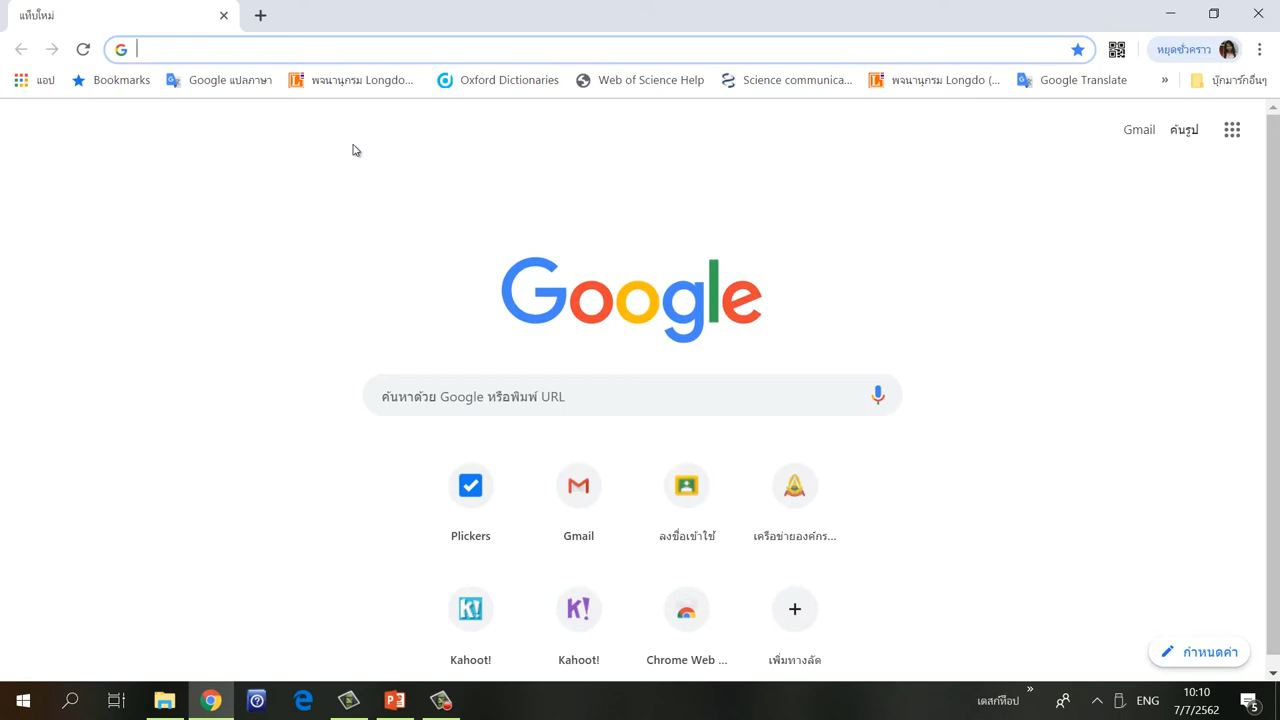 แท็บใหม่
หยุดชั่วคราว
แอป Bookmarks Google แปลภาษา พจนานุกรม Longdo... Oxford Dictionaries Web of Science Help Science communica... พจนานุกรม Longdo (... Google Translate » บุ๊กมาร์กอื่นๆ
Gmail ค้นรูป
Google
ค้นหาด้วย Google หรือพิมพ์ URL
Plickers Gmail ลงชื่อเข้าใช้ เครือข่ายองค์กร...
Kahoot! Kahoot! Chrome Web ... เพิ่มทางลัด
กำหนดค่า
เดสก์ท็อป » ENG 10:10
7/7/2562 5